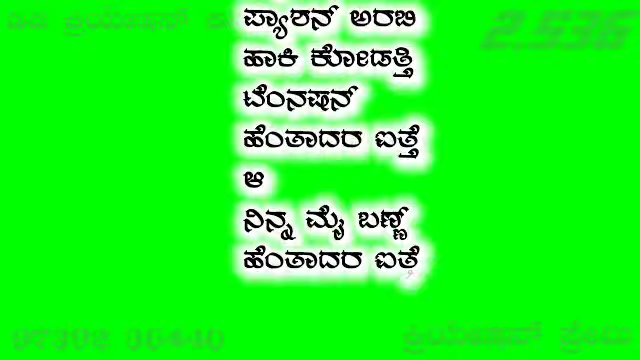 ಪ್ಯಾಶನ್ ಅರಬಿ
ಹಾಕಿ ಕೋಡತ್ತಿ
ಟೆಂನಷನ್
ಹೆಂತಾದರ ಐತ್ತೆ
ಆ
ನಿನ್ನ ಮೈ ಬಣ್ಣ್
ಹೆಂತಾದರ ಐತ್ತೆ